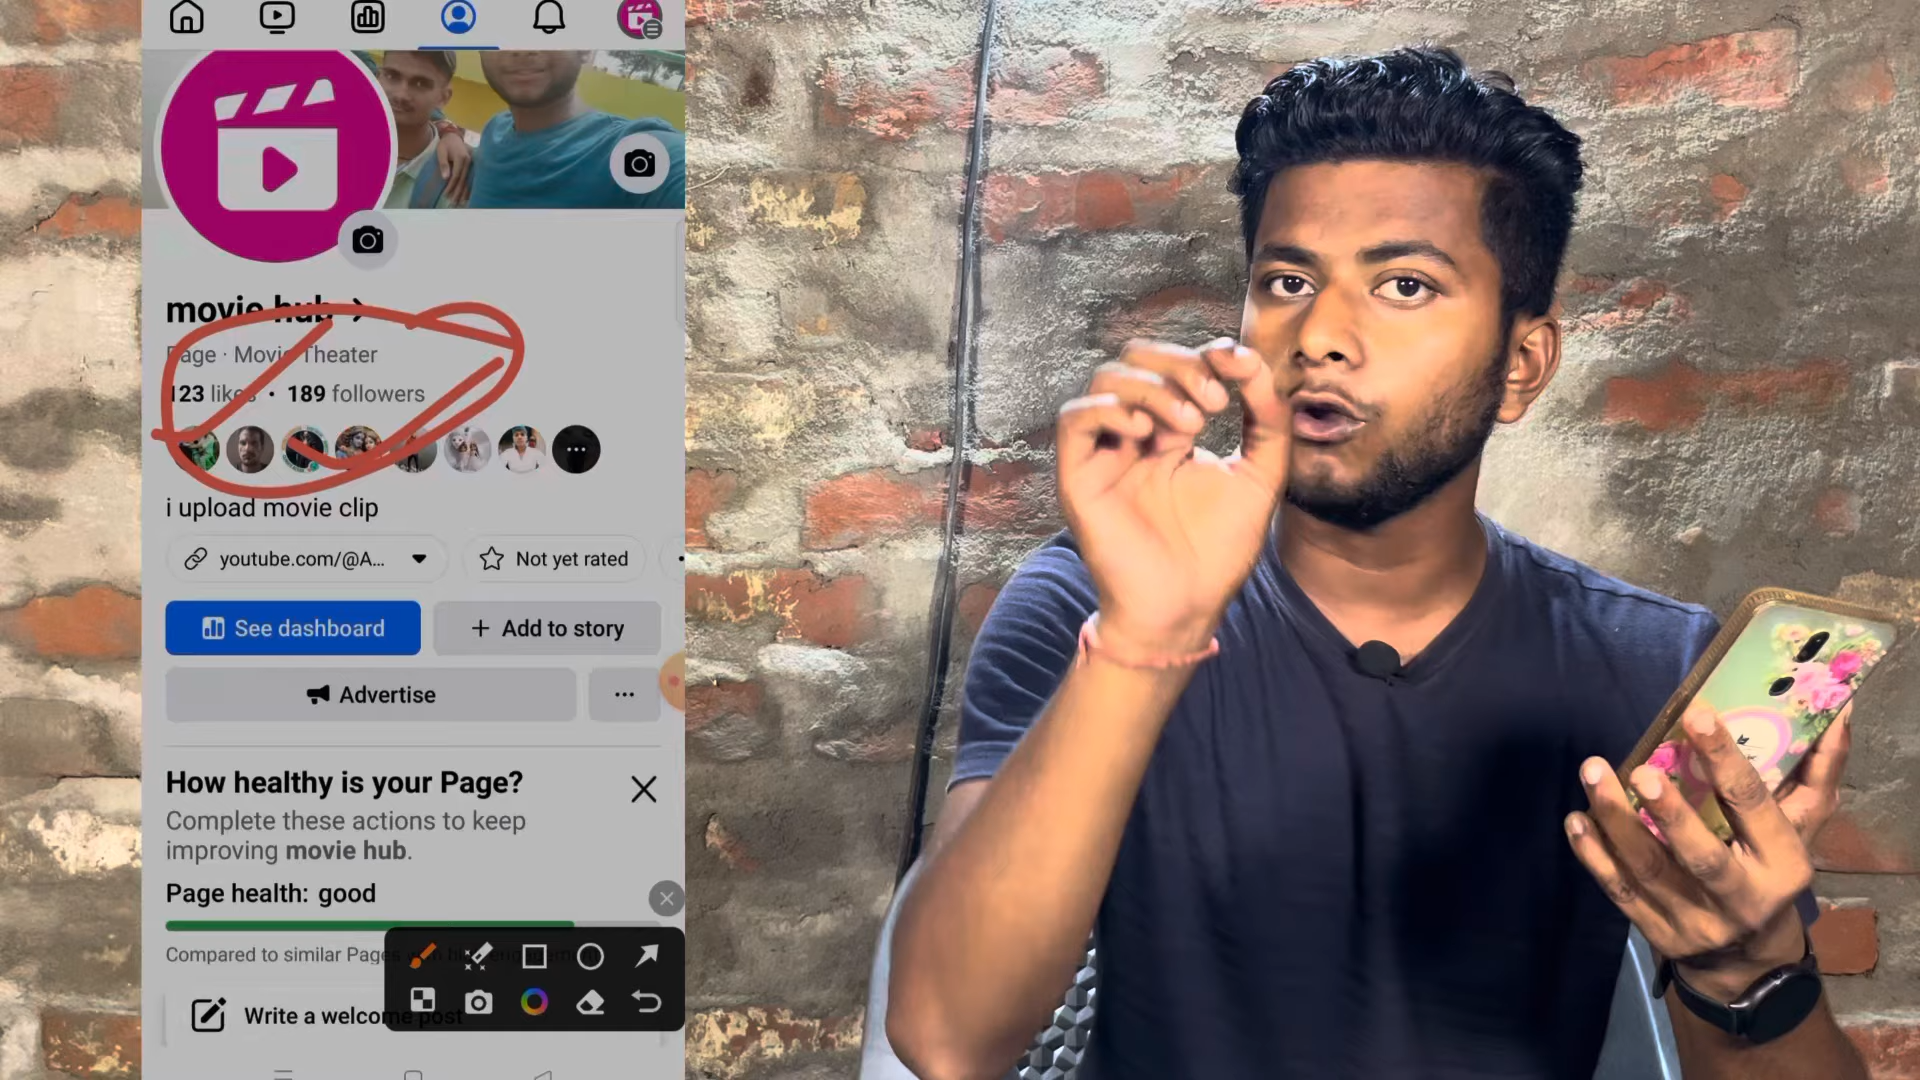 movie hub
Page · Movie Theater
123 likes · 189 followers
i upload movie clip
youtube.com/@A...
Not yet rated
See dashboard
+ Add to story
Advertise
How healthy is your Page?
Complete these actions to keep
improving movie hub.
Page health: good
Compared to similar Pages
Write a welcome post